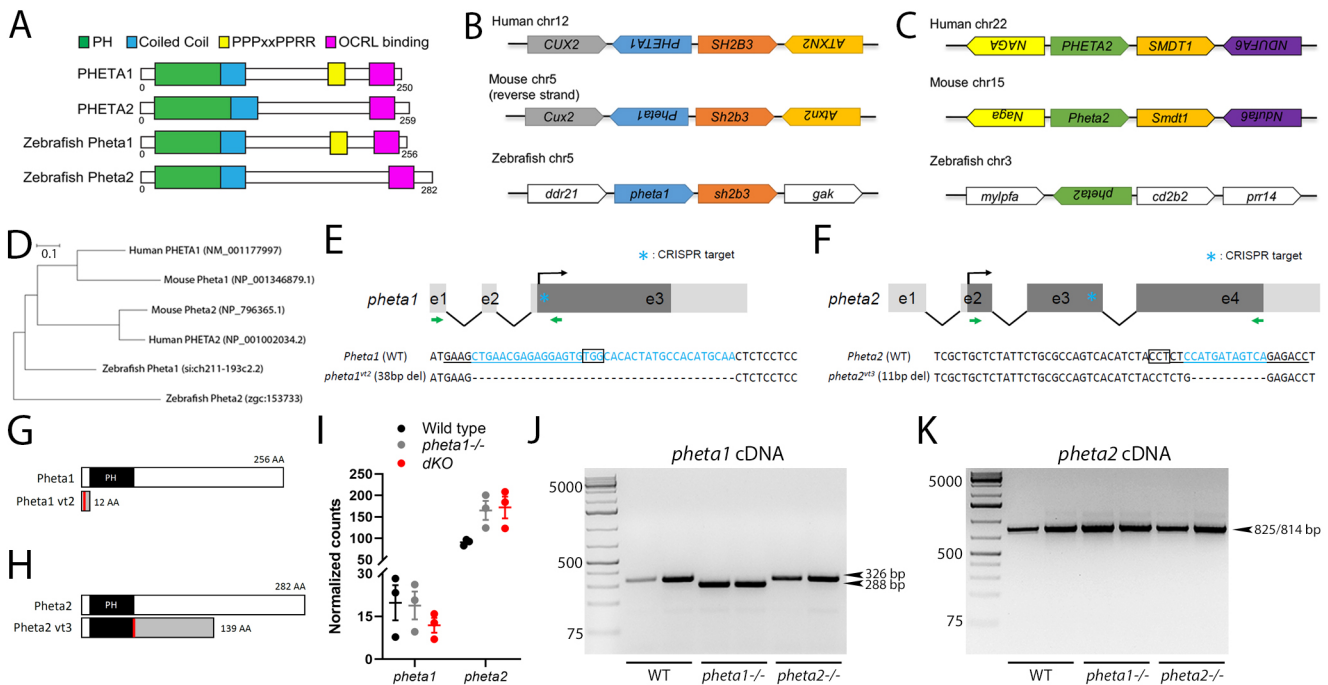 A
PH Coiled Coil PPPxxPPRR OCRL binding
PHETA1
0 250
PHETA2
0 259
Zebrafish Pheta1
0 256
Zebrafish Pheta2
0 282
B
Human chr12
CUX2 PHETA1 SH2B3 ATXN2
Mouse chr5
(reverse strand)
Cux2 Pheta1 Sh2b3 Atxn2
Zebrafish chr5
ddr21 pheta1 sh2b3 gak
C
Human chr22
NAGA PHETA2 SMDT1 NDUFA6
Mouse chr15
Naga Pheta2 Smdt1 Ndufa6
Zebrafish chr3
mylpfa pheta2 cd2b2 prr14
D
0.1
Human PHETA1 (NM_001177997)
Mouse Pheta1 (NP_001346879.1)
Mouse Pheta2 (NP_796365.1)
Human PHETA2 (NP_001002034.2)
Zebrafish Pheta1 (si:ch211-193c2.2)
Zebrafish Pheta2 (zgc:153733)
E
* : CRISPR target
pheta1 e1 e2 * e3
Pheta1 (WT) ATGAAGCTGAACGAGAGGAGTGTGGCACACTATGCCACATGCAACTCTCCTCC
pheta1vt2 (38bp del) ATGAAG--------------------------------------CTCTCCTCC
F
* : CRISPR target
pheta2 e1 e2 e3 * e4
Pheta2 (WT) TCGCTGCTCTATTCTGCGCCAGTCACATCTACCTCTCCATGATAGTCAGAGACCT
pheta2vt3 (11bp del) TCGCTGCTCTATTCTGCGCCAGTCACATCTACCTCTG-----------GAGACCT
G
256 AA
Pheta1 PH
Pheta1 vt2 12 AA
H
282 AA
Pheta2 PH
Pheta2 vt3 139 AA
I
Wild type
pheta1-/-
dKO
Normalized counts
250
200
150
100
50
30
15
0
pheta1 pheta2
J
pheta1 cDNA
5000
500
75
326 bp
288 bp
WT pheta1-/- pheta2-/-
K
pheta2 cDNA
5000
500
75
825/814 bp
WT pheta1-/- pheta2-/-